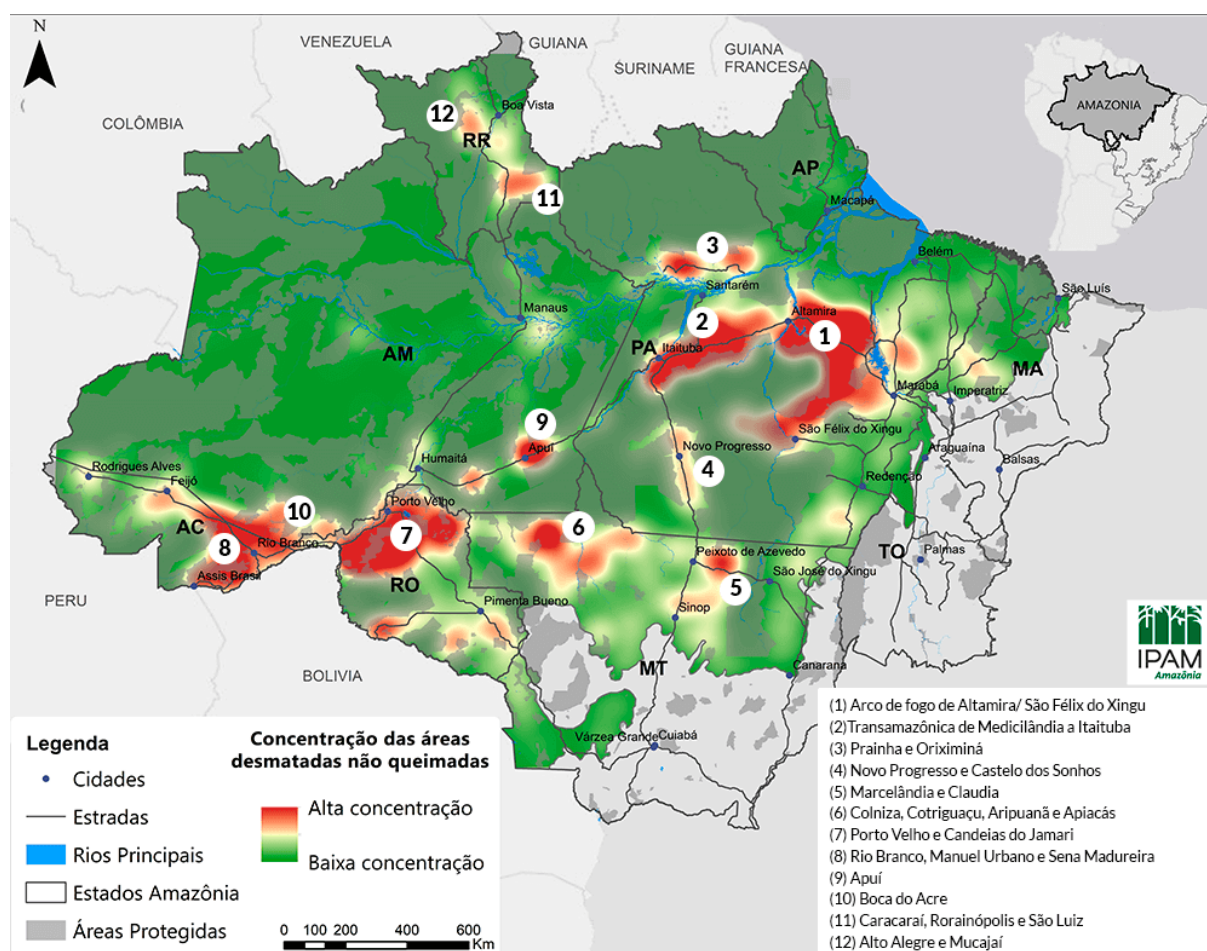 N
VENEZUELA
GUIANA
SURINAME
GUIANA
FRANCESA
COLÔMBIA
AMAZONIA
12
Boa Vista
RR
11
AP
Macapá
3
Belém
Santarém
São Luís
Manaus
Altamira
2
1
PA
Itaituba
AM
MA
Marabá
Imperatriz
9
São Félix do Xingu
Apuí
Novo Progresso
Araguaína
Humaitá
4
Balsas
Rodrigues Alves
Redenção
Feijó
10
Porto Velho
AC
6
7
8
Rio Branco
TO
Palmas
Peixoto de Azevedo
Assis Brasil
RO
5
São José do Xingu
PERU
Pimenta Bueno
Sinop
BOLIVIA
MT
Canarana
IPAM
Amazônia
Várzea Grande
Cuiabá
Legenda
Cidades
Estradas
Rios Principais
Estados Amazônia
Áreas Protegidas
Concentração das áreas
desmatadas não queimadas
Alta concentração
Baixa concentração
0 100 200 400 600
Km
(1) Arco de fogo de Altamira/ São Félix do Xingu
(2)Transamazônica de Medicilândia a Itaituba
(3) Prainha e Oriximiná
(4) Novo Progresso e Castelo dos Sonhos
(5) Marcelândia e Claudia
(6) Colniza, Cotriguaçu, Aripuanã e Apiacás
(7) Porto Velho e Candeias do Jamari
(8) Rio Branco, Manuel Urbano e Sena Madureira
(9) Apuí
(10) Boca do Acre
(11) Caracaraí, Rorainópolis e São Luiz
(12) Alto Alegre e Mucajaí